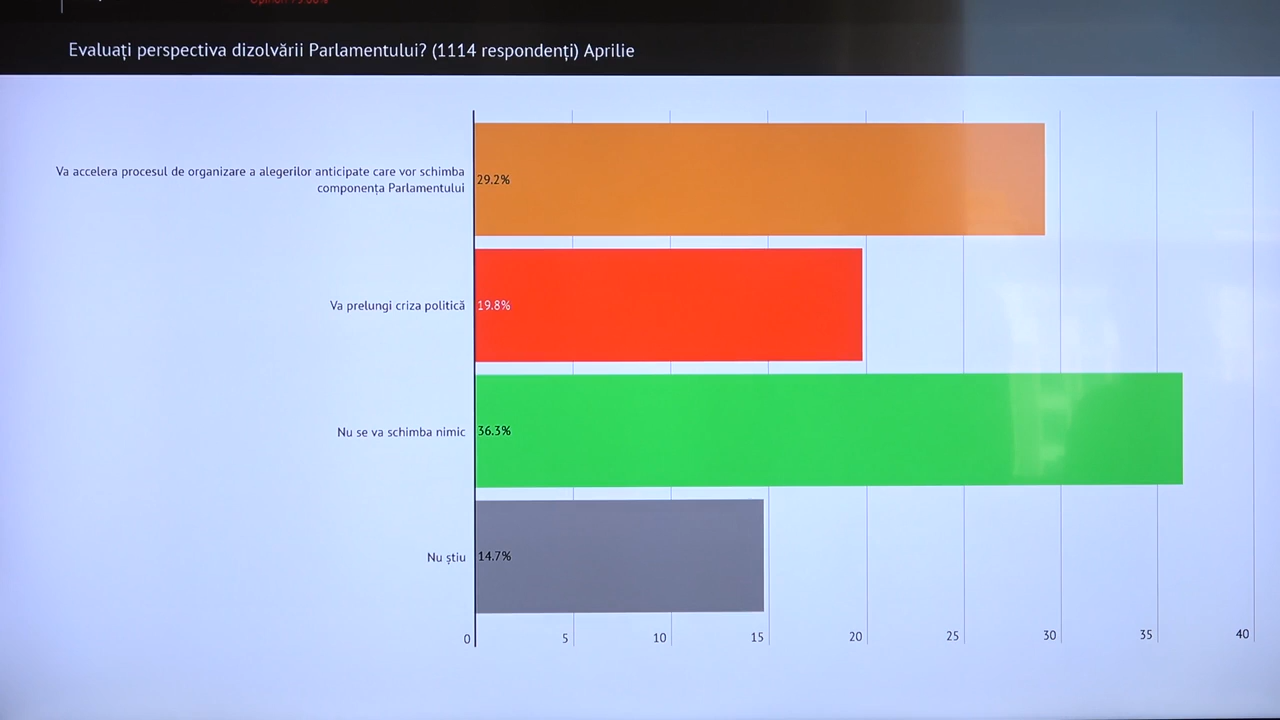 Evaluați perspectiva dizolvării Parlamentului? (1114 respondenți) Aprilie
Va accelera procesul de organizare a alegerilor anticipate care vor schimba
componența Parlamentului
29.2%
Va prelungi criza politică
19.8%
Nu se va schimba nimic
36.3%
Nu știu
14.7%
0 5 10 15 20 25 30 35 40